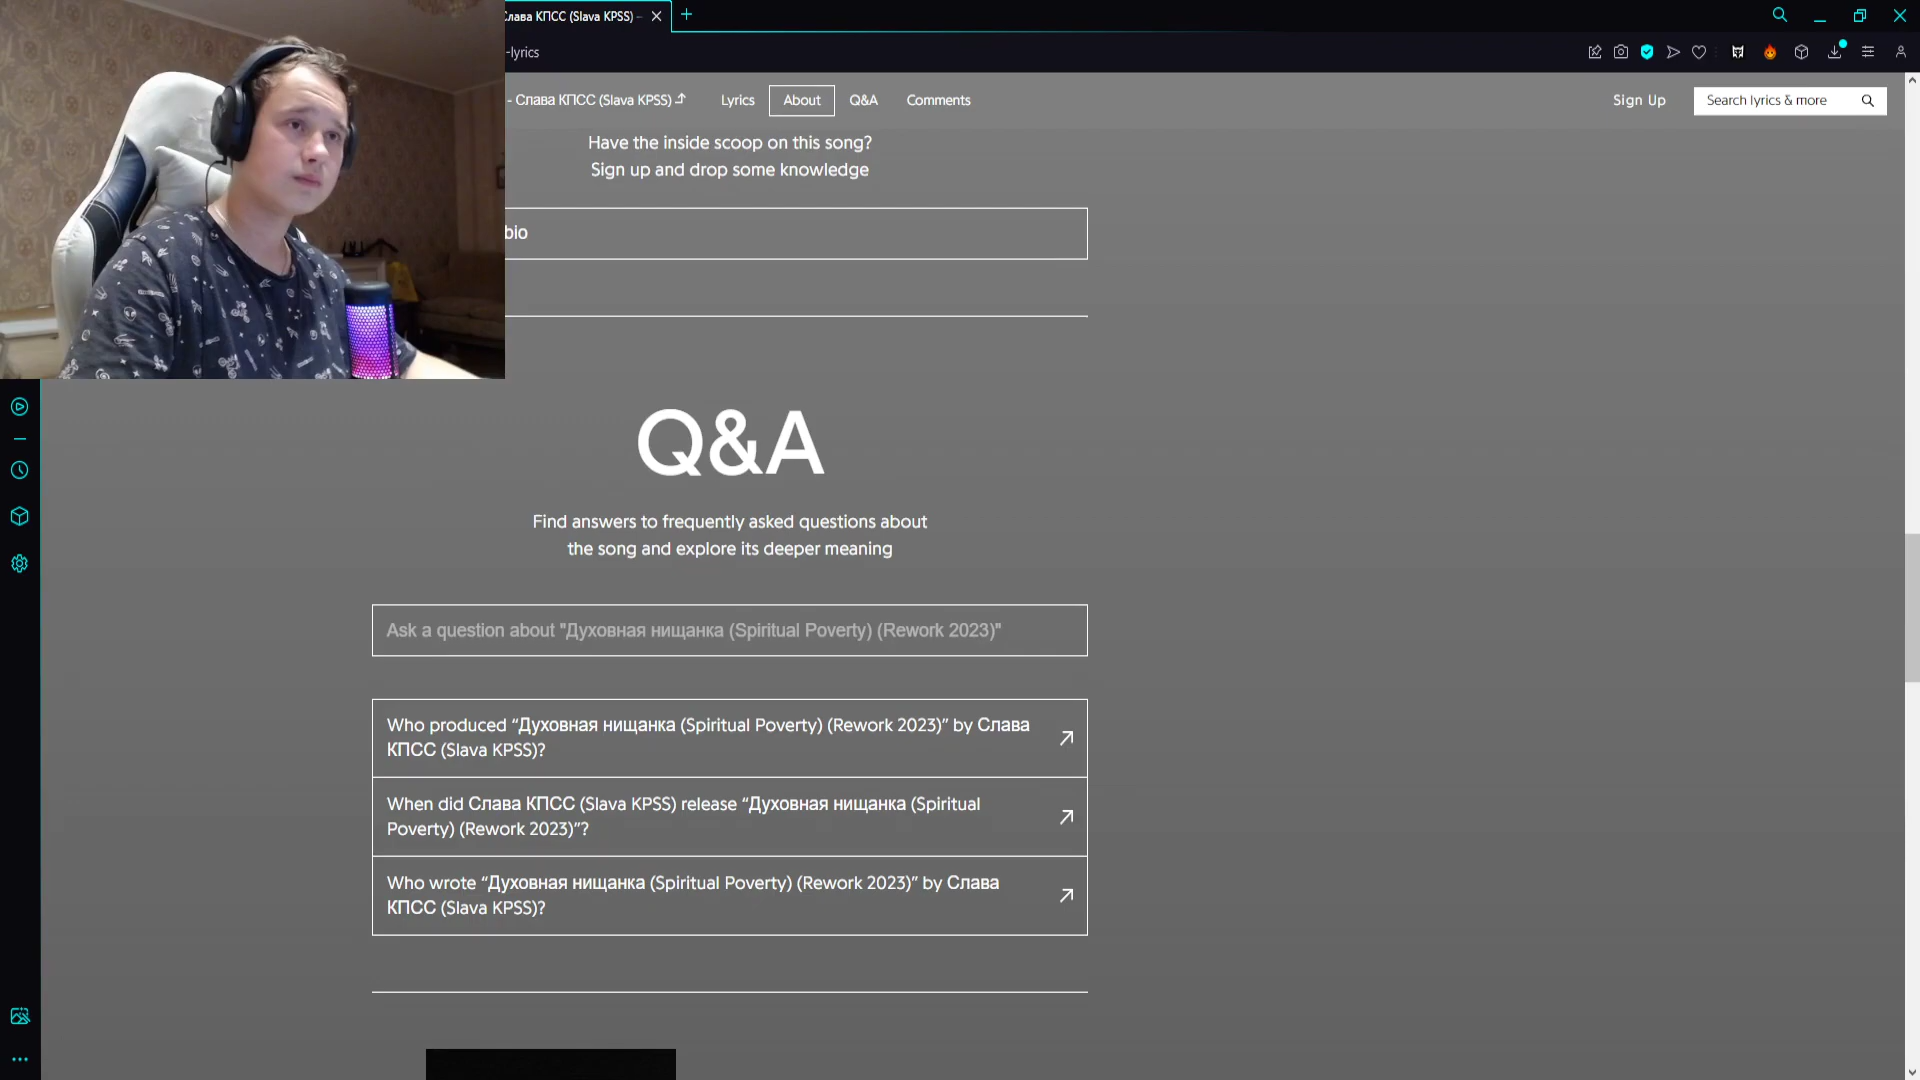 Слава КПСС (Slava KPSS) –
-lyrics
- Слава КПСС (Slava KPSS)
Lyrics
About
Q&A
Comments
Sign Up
Search lyrics & more
Have the inside scoop on this song?
Sign up and drop some knowledge
bio
Q&A
Find answers to frequently asked questions about
the song and explore its deeper meaning
Ask a question about "Духовная нищанка (Spiritual Poverty) (Rework 2023)"
Who produced “Духовная нищанка (Spiritual Poverty) (Rework 2023)” by Слава
КПСС (Slava KPSS)?
When did Слава КПСС (Slava KPSS) release “Духовная нищанка (Spiritual
Poverty) (Rework 2023)”?
Who wrote “Духовная нищанка (Spiritual Poverty) (Rework 2023)” by Слава
КПСС (Slava KPSS)?